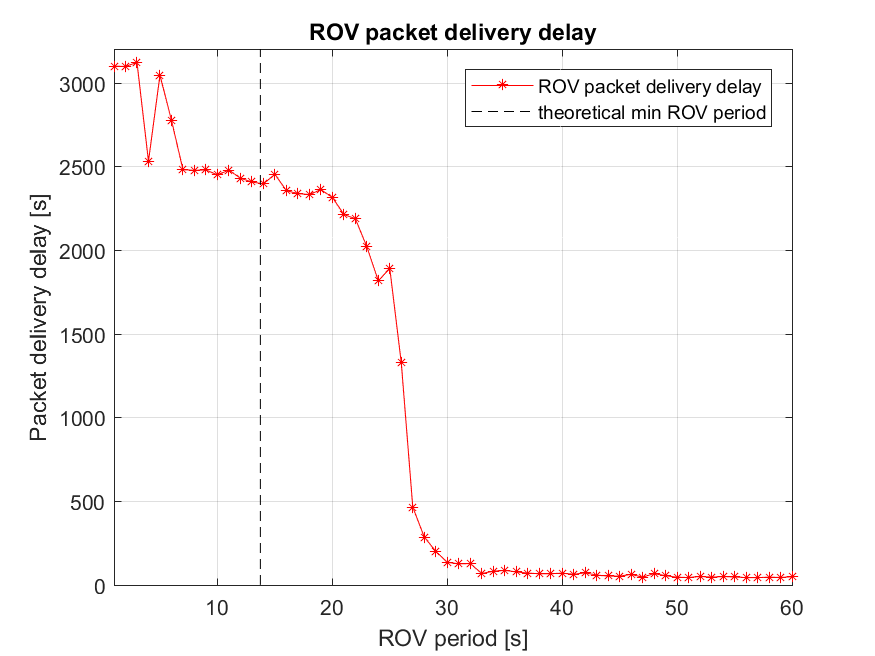 ROV packet delivery delay
ROV packet delivery delay
theoretical min ROV period
Packet delivery delay [s]
3000
2500
2000
1500
1000
500
0
10
20
30
40
50
60
ROV period [s]